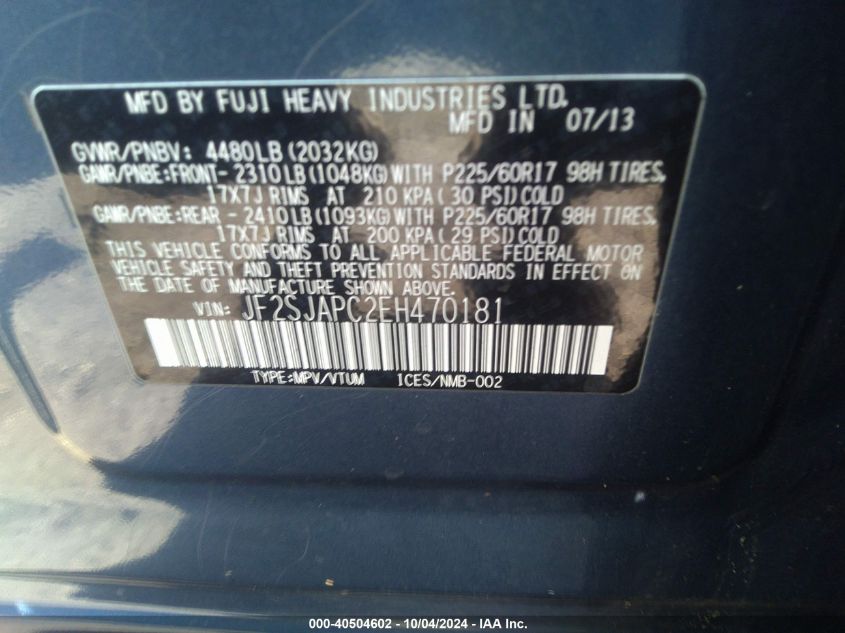 MFD BY FUJI HEAVY INDUSTRIES LTD.
MFD IN 07/13
GVWR/PNBV: 4480LB (2032KG)
GAWR/PNBE:FRONT- 2310 LB (1048KG) WITH P225/60R17 98H TIRES,
17X7J RIMS AT 210 KPA ( 30 PSI) COLD
GAWR/PNBE:REAR - 2410 LB (1093KG) WITH P225/60R17 98H TIRES,
17X7J RIMS AT 200 KPA (29 PSI) COLD
THIS VEHICLE CONFORMS TO ALL APPLICABLE FEDERAL MOTOR
VEHICLE SAFETY AND THEFT PREVENTION STANDARDS IN EFFECT ON
THE DATE OF MANUFACTURE SHOWN ABOVE.
VIN: JF2SJAPC2EH470181
TYPE:MPV/VTUM ICES/NMB-002
000-40504602 - 10/04/2024 - IAA Inc.